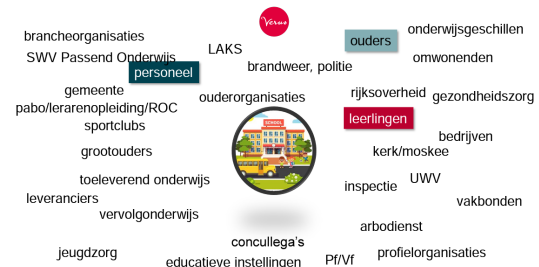 Verus
brancheorganisaties
LAKS
ouders
onderwijsgeschillen
SWV Passend Onderwijs
personeel
brandweer, politie
omwonenden
gemeente
ouderorganisaties
rijksoverheid
gezondheidszorg
pabo/lerarenopleiding/ROC
sportclubs
SCHOOL
leerlingen
bedrijven
grootouders
kerk/moskee
toeleverend onderwijs
inspectie
UWV
leveranciers
vakbonden
vervolgonderwijs
arbodienst
concullega's
jeugdzorg
educatieve instellingen
Pf/Vf
profielorganisaties